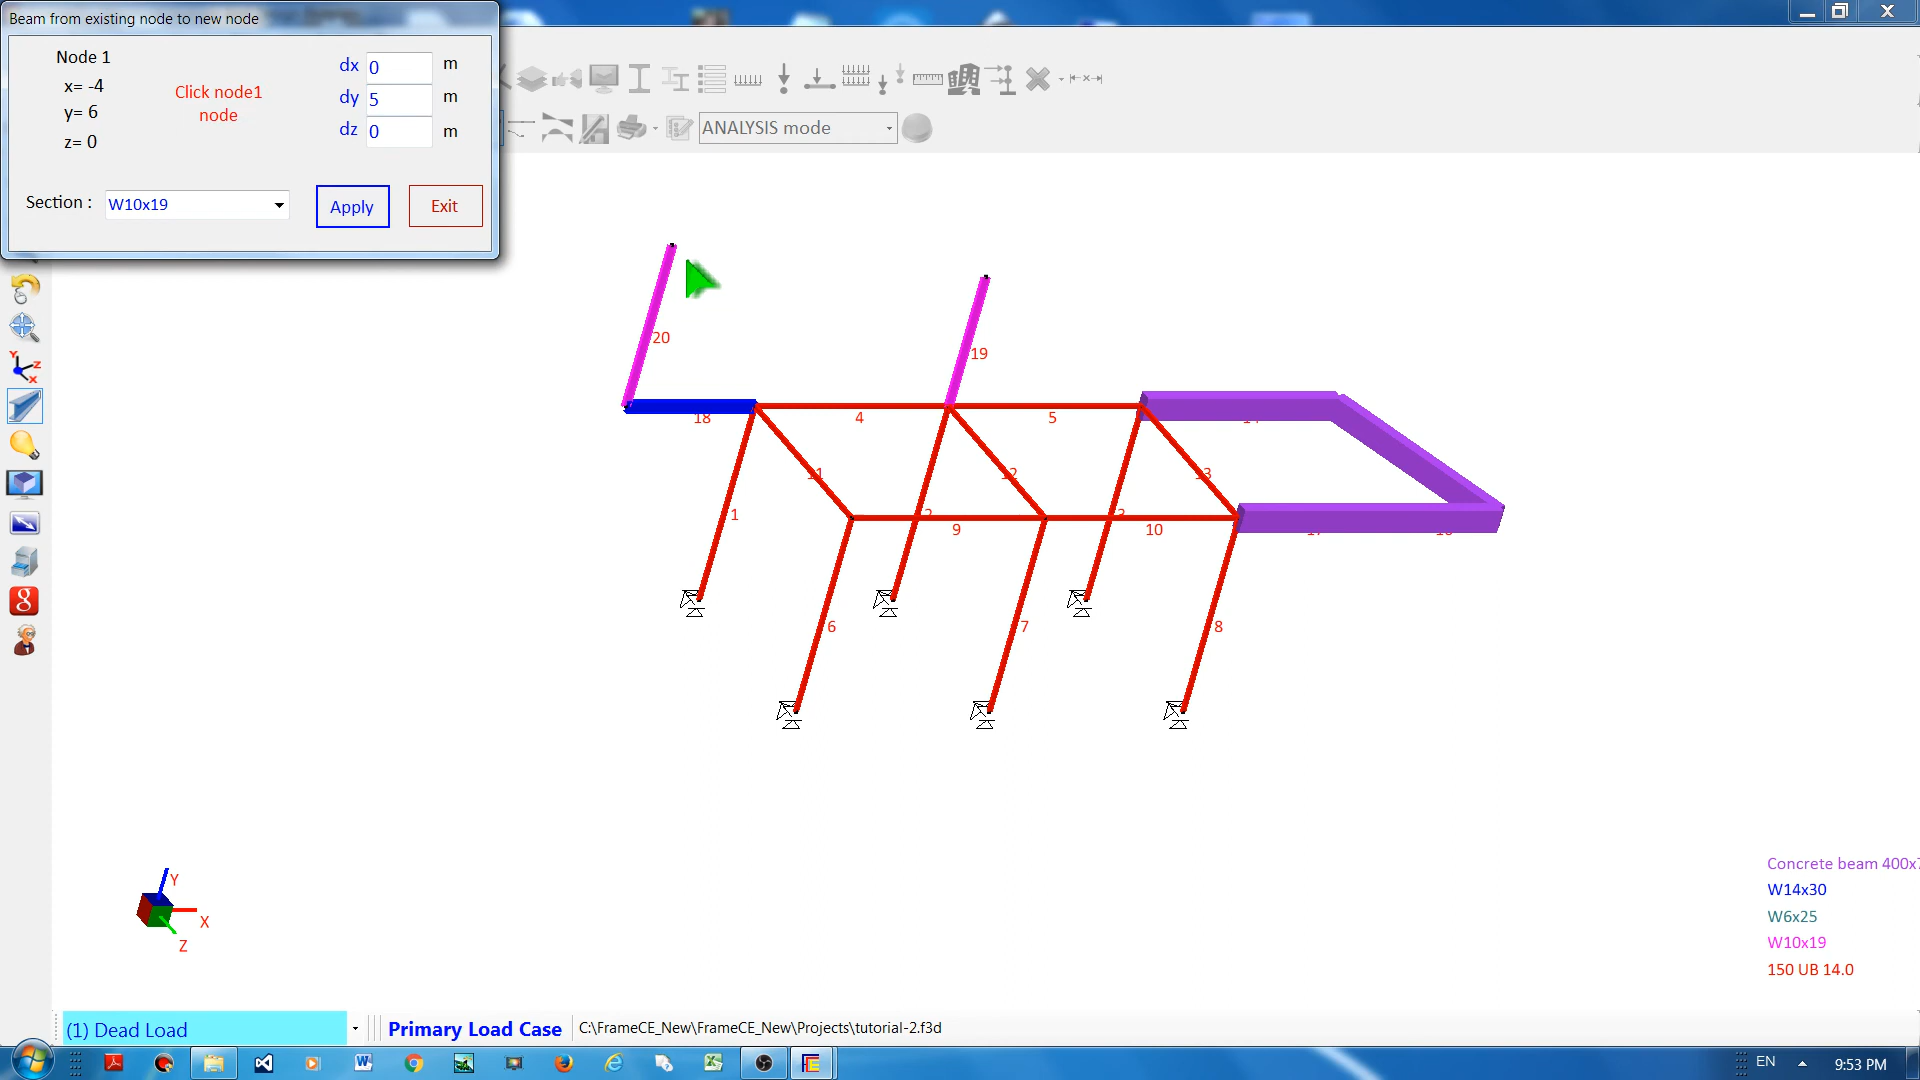 Beam from existing node to new node
Node 1
x= -4
y= 6
z= 0
Click node1
node
dx 0 m
dy 5 m
dz 0 m
Section : W10x19
Apply
Exit
ANALYSIS mode
20
19
18
4
5
11
12
13
1
2
9
3
10
6
7
8
Y
X
Z
Y
Z
X
Concrete beam 400x7
W14x30
W6x25
W10x19
150 UB 14.0
(1) Dead Load
Primary Load Case
C:\FrameCE_New\FrameCE_New\Projects\tutorial-2.f3d
EN
9:53 PM